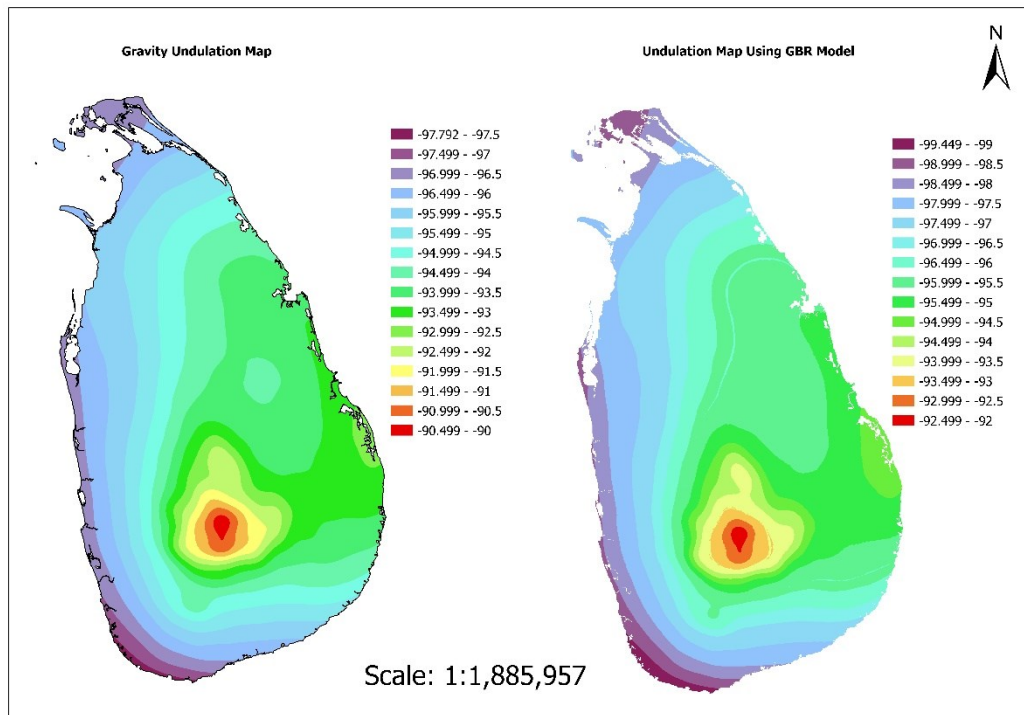 Gravity Undulation Map
Undulation Map Using GBR Model
N
-97.792 - -97.5
-97.499 - -97
-96.999 - -96.5
-96.499 - -96
-95.999 - -95.5
-95.499 - -95
-94.999 - -94.5
-94.499 - -94
-93.999 - -93.5
-93.499 - -93
-92.999 - -92.5
-92.499 - -92
-91.999 - -91.5
-91.499 - -91
-90.999 - -90.5
-90.499 - -90
-99.449 - -99
-98.999 - -98.5
-98.499 - -98
-97.999 - -97.5
-97.499 - -97
-96.999 - -96.5
-96.499 - -96
-95.999 - -95.5
-95.499 - -95
-94.999 - -94.5
-94.499 - -94
-93.999 - -93.5
-93.499 - -93
-92.999 - -92.5
-92.499 - -92
Scale: 1:1,885,957